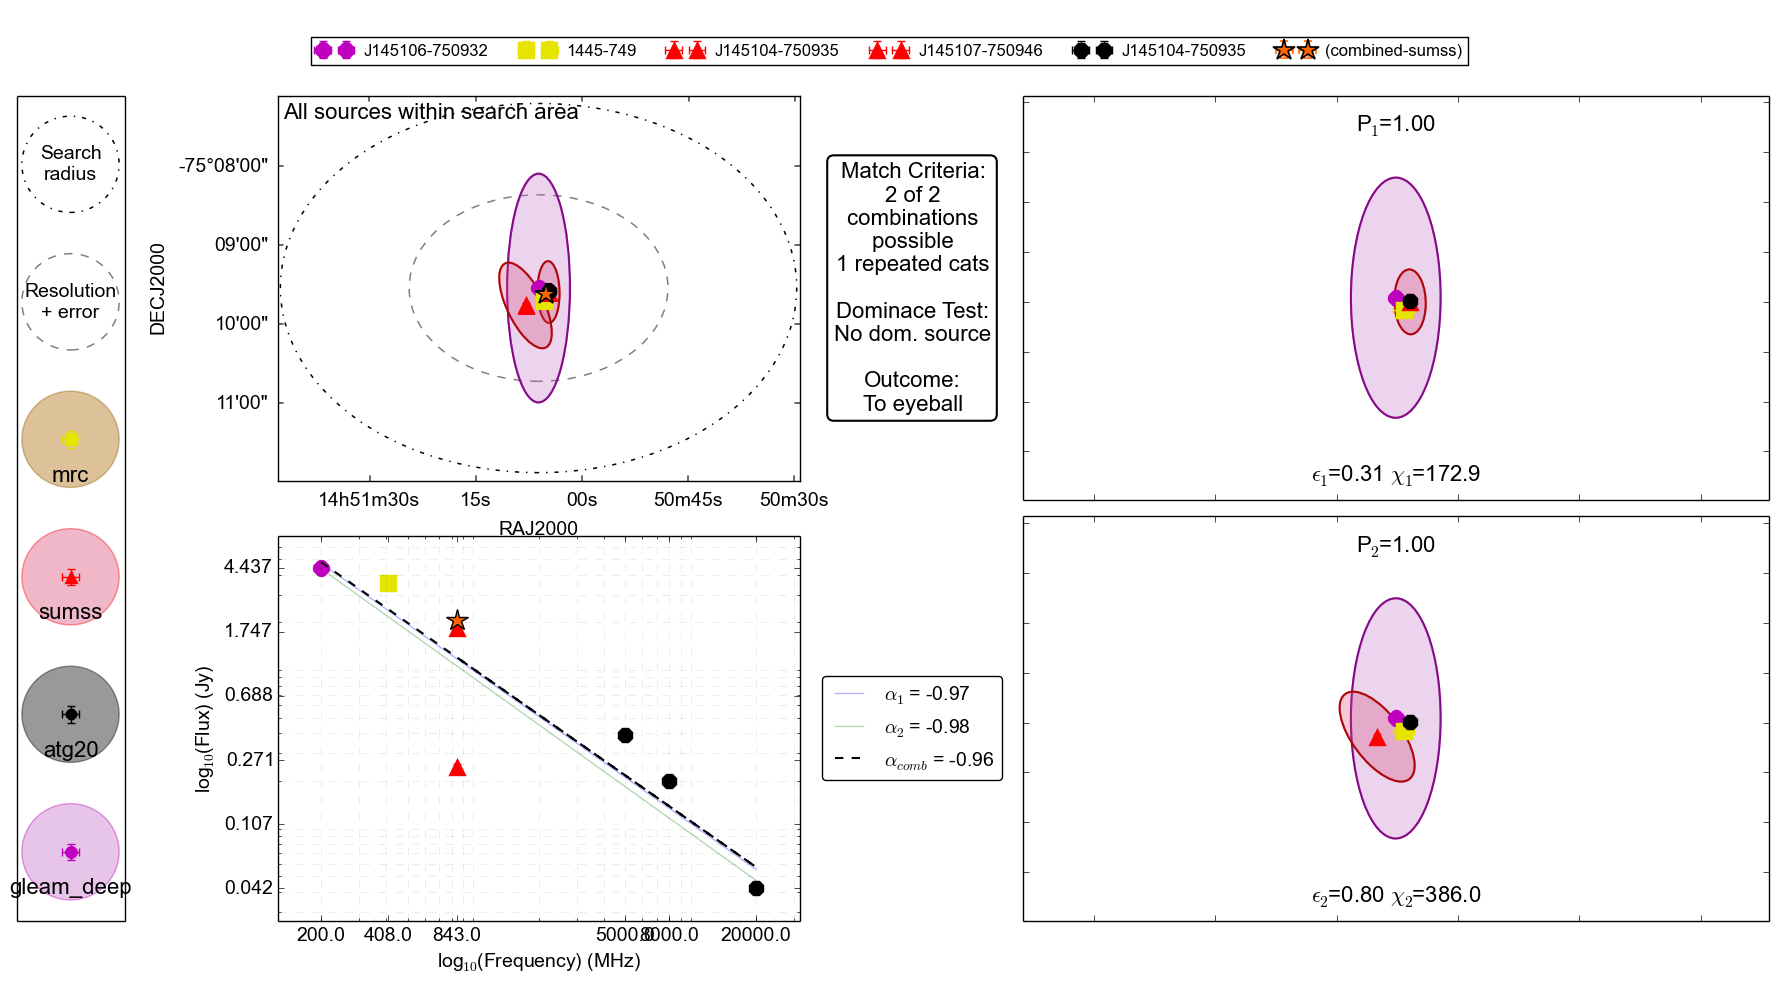 J145106-750932 1445-749 J145104-750935 J145107-750946 J145104-750935 (combined-sumss)
Search
radius
Resolution
+ error
mrc
sumss
atg20
gleam_deep
All sources within search area
DECJ2000
-75°08'00"
09'00"
10'00"
11'00"
14h51m30s 15s 00s 50m45s 50m30s
RAJ2000
Match Criteria:
2 of 2
combinations
possible
1 repeated cats
Dominace Test:
No dom. source
Outcome:
To eyeball
P₁=1.00
ϵ₁=0.31 χ₁=172.9
log₁₀(Flux) (Jy)
4.437
1.747
0.688
0.271
0.107
0.042
200.0 408.0 843.0 5000.0 8000.0 20000.0
log₁₀(Frequency) (MHz)
α₁ = -0.97
α₂ = -0.98
α_comb = -0.96
P₂=1.00
ϵ₂=0.80 χ₂=386.0